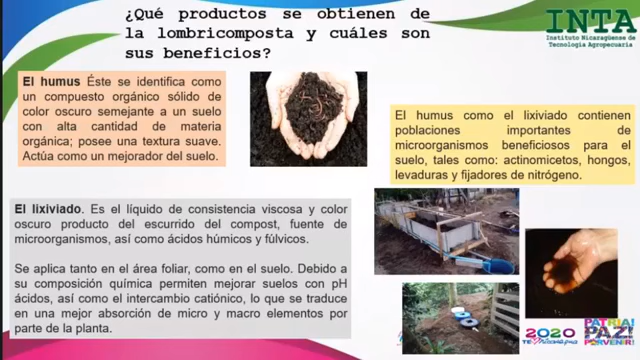 ¿Qué productos se obtienen de
la lombricomposta y cuáles son
sus beneficios?
INTA
Instituto Nicaragüense de
Tecnología Agropecuaria
El humus Éste se identifica como
un compuesto orgánico sólido de
color oscuro semejante a un suelo
con alta cantidad de materia
orgánica; posee una textura suave.
Actúa como un mejorador del suelo.
El humus como el lixiviado contienen
poblaciones importantes de
microorganismos beneficiosos para el
suelo, tales como: actinomicetos, hongos,
levaduras y fijadores de nitrógeno.
El lixiviado. Es el líquido de consistencia viscosa y color
oscuro producto del escurrido del compost, fuente de
microorganismos, así como ácidos húmicos y fúlvicos.
Se aplica tanto en el área foliar, como en el suelo. Debido a
su composición química permiten mejorar suelos con pH
ácidos, así como el intercambio catiónico, lo que se traduce
en una mejor absorción de micro y macro elementos por
parte de la planta.
2020
PATRIA!
PAZ!
PORVENIR!